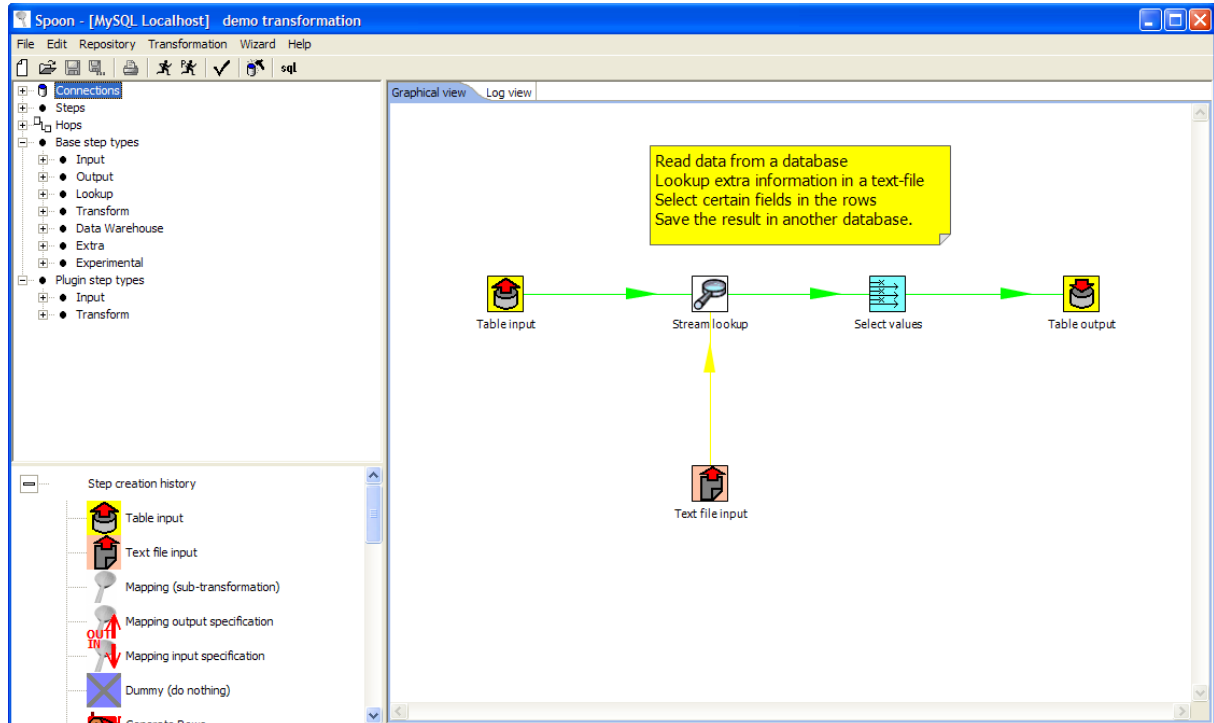 Spoon - [MySQL Localhost] demo transformation
File Edit Repository Transformation Wizard Help
sql
Connections
Steps
Hops
Base step types
Input
Output
Lookup
Transform
Data Warehouse
Extra
Experimental
Plugin step types
Input
Transform
Step creation history
Table input
Text file input
Mapping (sub-transformation)
Mapping output specification
OUT
IN
Mapping input specification
Dummy (do nothing)
Generate Rows
Graphical view Log view
Read data from a database
Lookup extra information in a text-file
Select certain fields in the rows
Save the result in another database.
Table input Stream lookup Select values Table output
Text file input